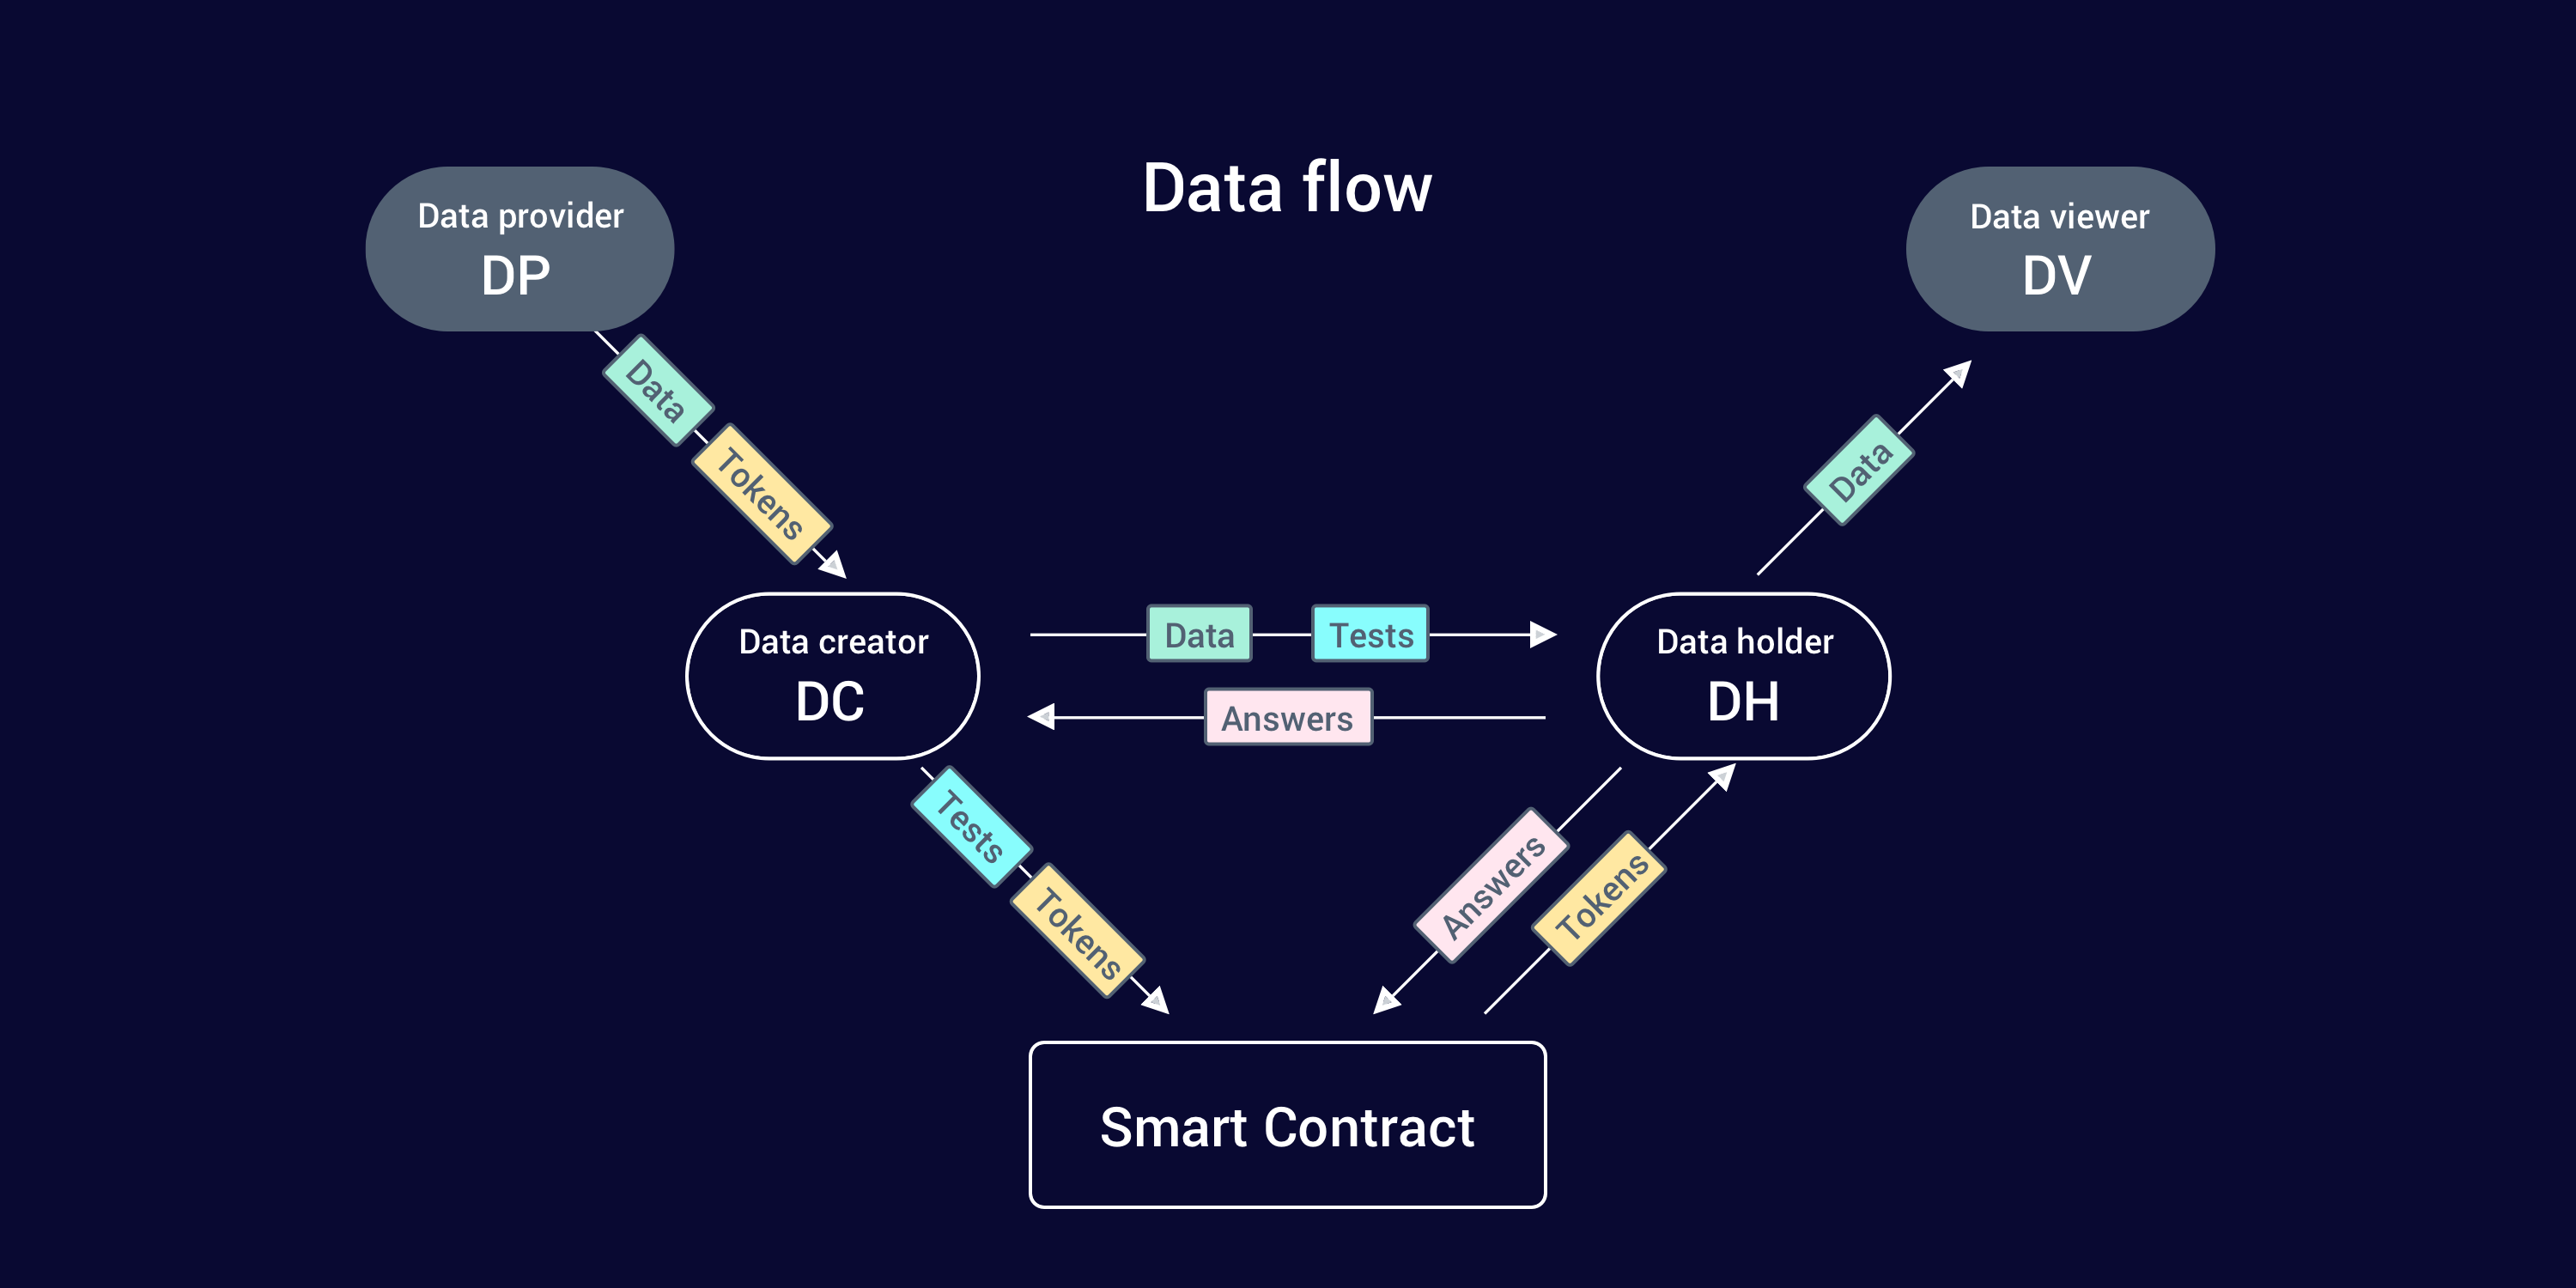 Data flow
Data provider
DP
Data viewer
DV
Data
Tokens
Data
Data creator
DC
Data
Tests
Answers
Data holder
DH
Tests
Tokens
Answers
Tokens
Smart Contract